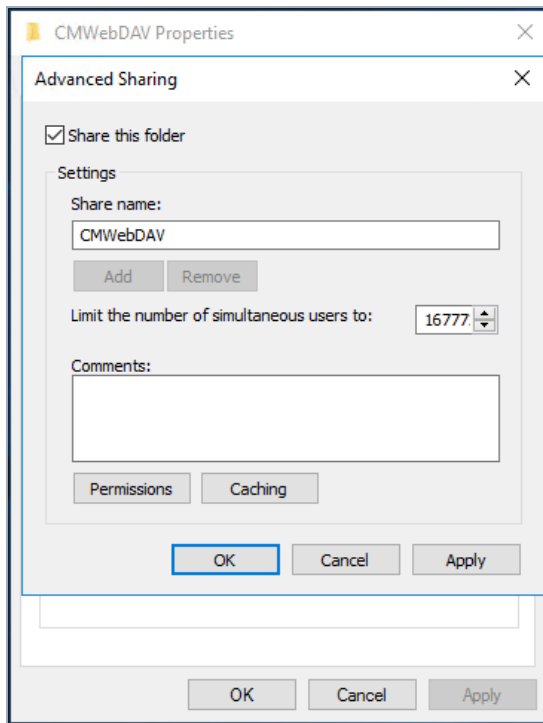 CMWebDAV Properties
Advanced Sharing
Share this folder
Settings
Share name:
CMWebDAV
Add Remove
Limit the number of simultaneous users to: 16777
Comments:
Permissions Caching
OK Cancel Apply
OK Cancel Apply